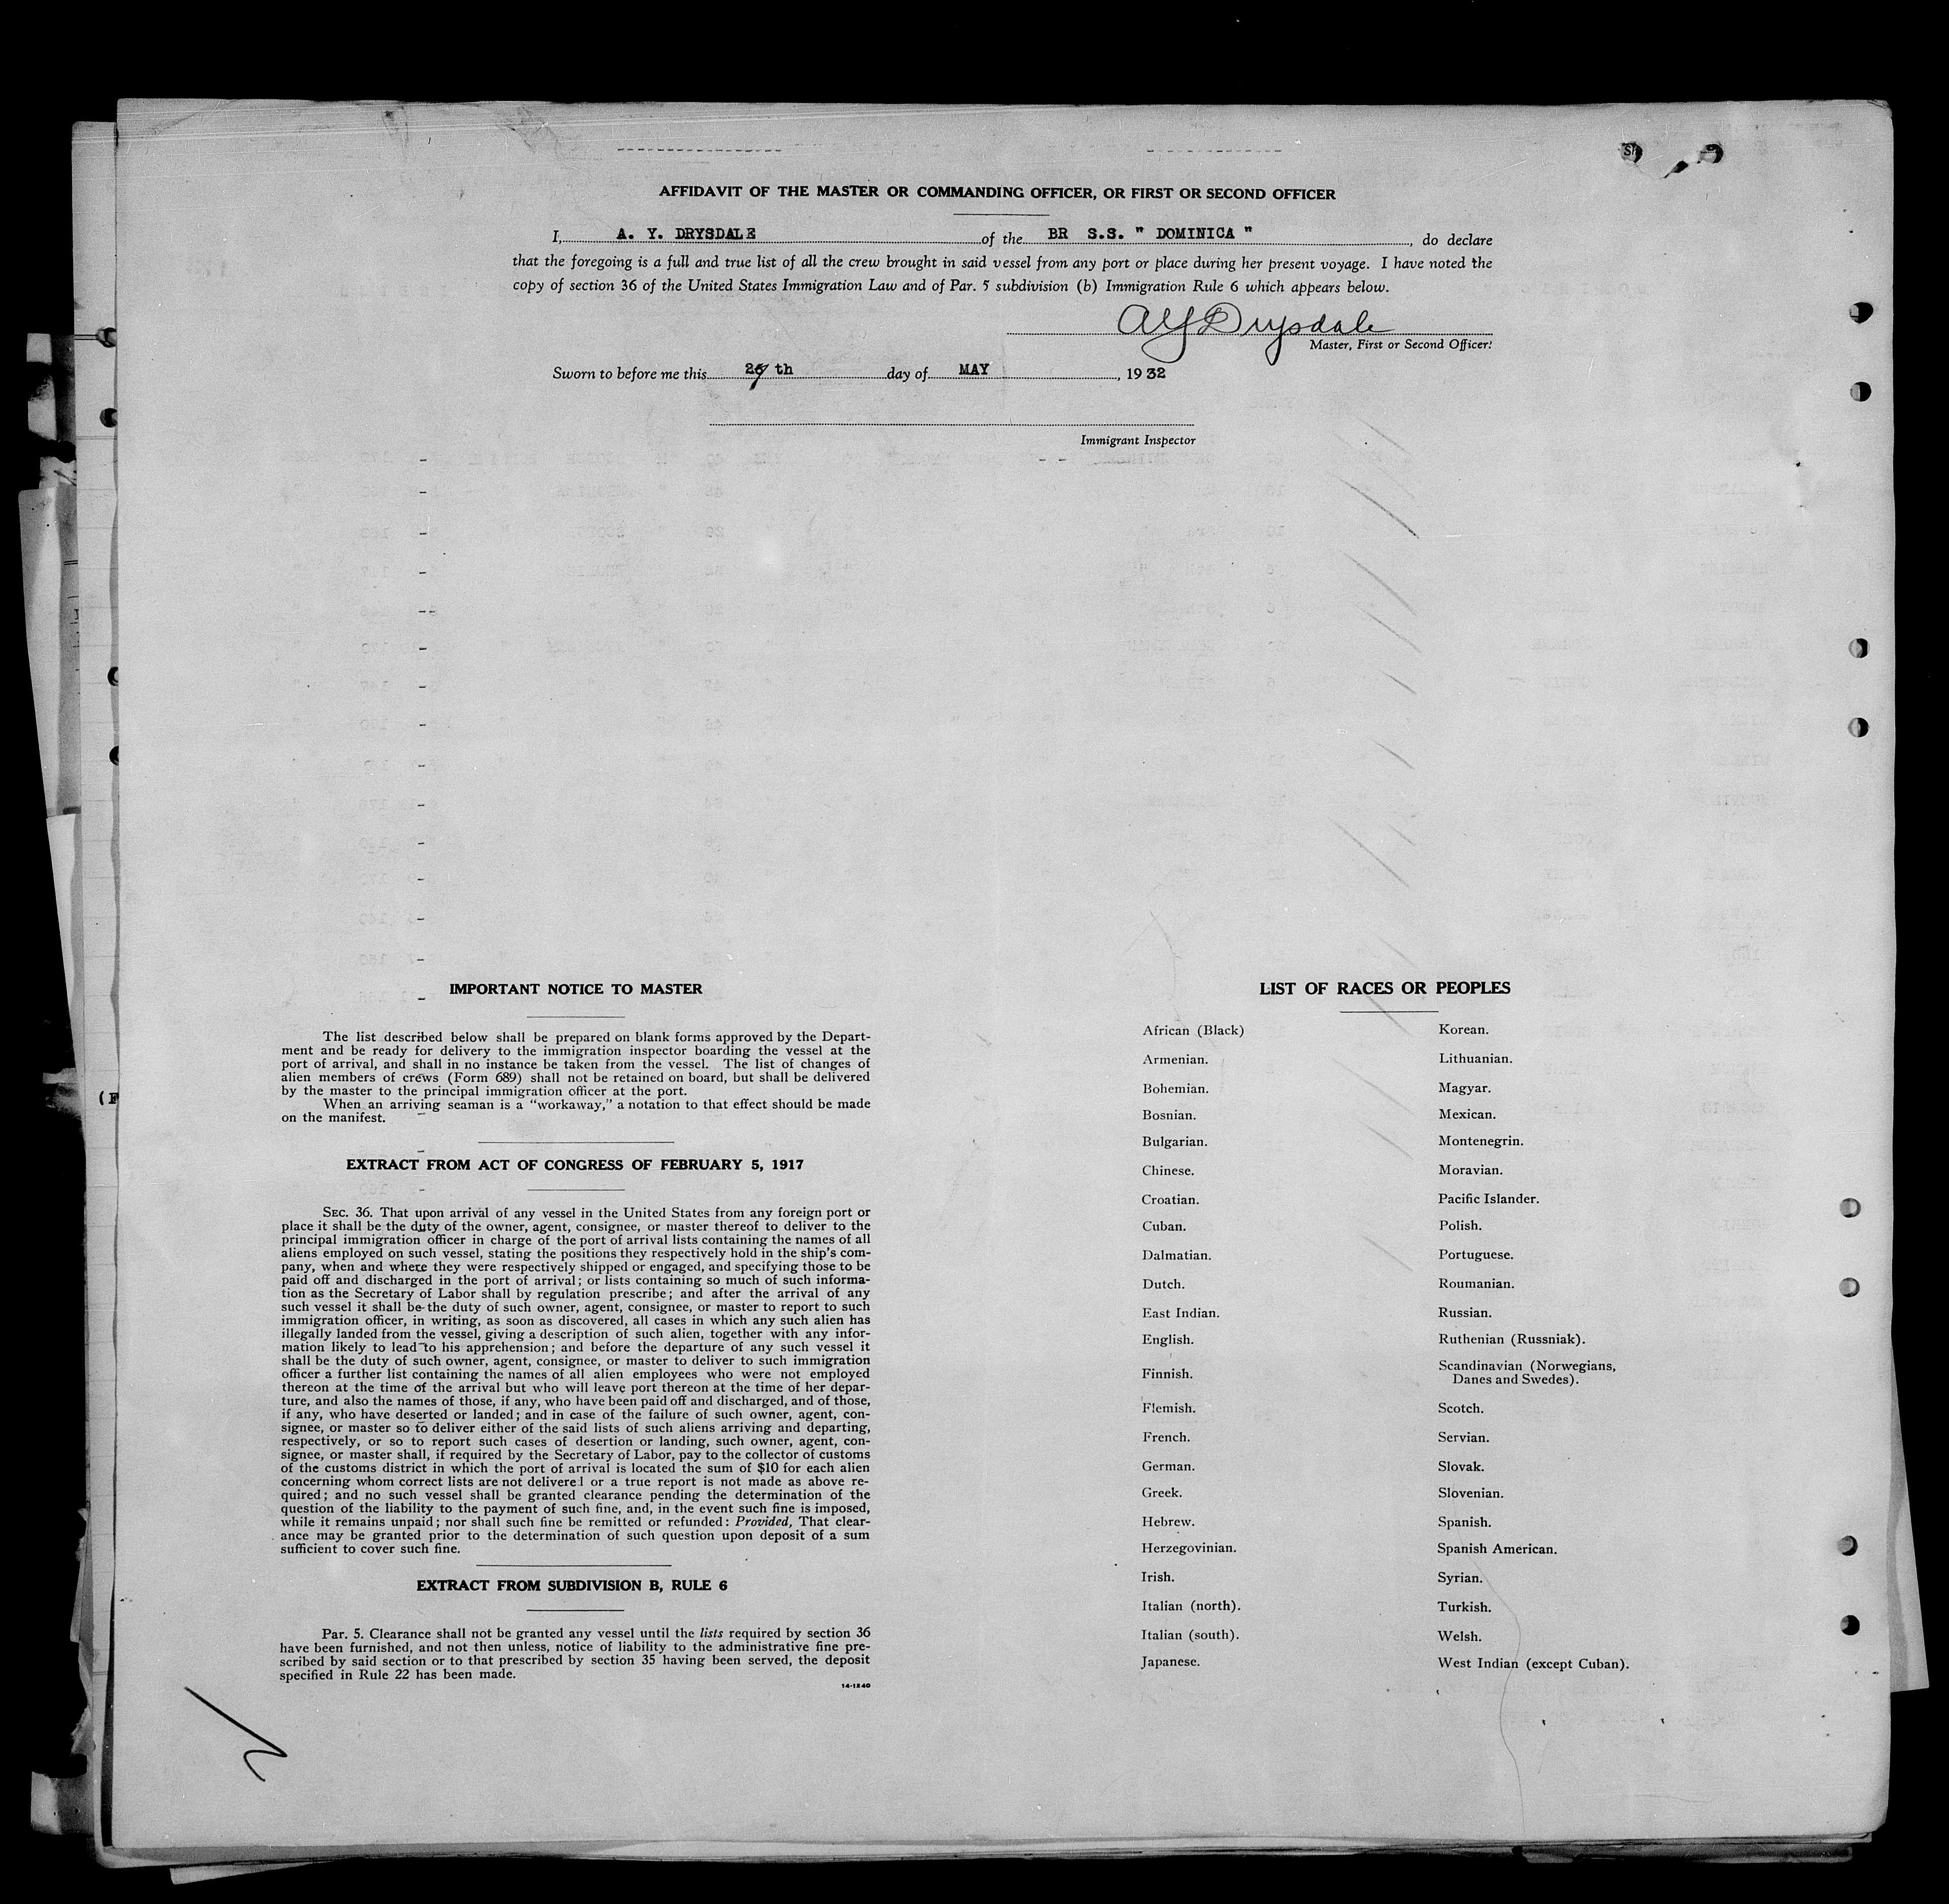 AFFIDAVIT OF THE MASTER OR COMMANDING OFFICER, OR FIRST OR SECOND OFFICER
I, A. Y. DRYSDALE of the BR S.S. " DOMINICA " , do declare
that the foregoing is a full and true list of all the crew brought in said vessel from any port or place during her present voyage. I have noted the
copy of section 36 of the United States Immigration Law and of Par. 5 subdivision (b) Immigration Rule 6 which appears below.
AYDrysdale
Master, First or Second Officer.
Sworn to before me this 27 th day of MAY , 19 32
Immigrant Inspector
IMPORTANT NOTICE TO MASTER
The list described below shall be prepared on blank forms approved by the Depart-
ment and be ready for delivery to the immigration inspector boarding the vessel at the
port of arrival, and shall in no instance be taken from the vessel. The list of changes of
alien members of crews (Form 689) shall not be retained on board, but shall be delivered
by the master to the principal immigration officer at the port.
When an arriving seaman is a "workaway," a notation to that effect should be made
on the manifest.
EXTRACT FROM ACT OF CONGRESS OF FEBRUARY 5, 1917
SEC. 36. That upon arrival of any vessel in the United States from any foreign port or
place it shall be the duty of the owner, agent, consignee, or master thereof to deliver to the
principal immigration officer in charge of the port of arrival lists containing the names of all
aliens employed on such vessel, stating the positions they respectively hold in the ship's com-
pany, when and where they were respectively shipped or engaged, and specifying those to be
paid off and discharged in the port of arrival; or lists containing so much of such informa-
tion as the Secretary of Labor shall by regulation prescribe; and after the arrival of any
such vessel it shall be the duty of such owner, agent, consignee, or master to report to such
immigration officer, in writing, as soon as discovered, all cases in which any such alien has
illegally landed from the vessel, giving a description of such alien, together with any infor-
mation likely to lead to his apprehension; and before the departure of any such vessel it
shall be the duty of such owner, agent, consignee, or master to deliver to such immigration
officer a further list containing the names of all alien employees who were not employed
thereon at the time of the arrival but who will leave port thereon at the time of her depar-
ture, and also the names of those, if any, who have been paid off and discharged, and of those,
if any, who have deserted or landed; and in case of the failure of such owner, agent, con-
signee, or master so to deliver either of the said lists of such aliens arriving and departing,
respectively, or so to report such cases of desertion or landing, such owner, agent, con-
signee, or master shall, if required by the Secretary of Labor, pay to the collector of customs
of the customs district in which the port of arrival is located the sum of $10 for each alien
concerning whom correct lists are not delivered or a true report is not made as above re-
quired; and no such vessel shall be granted clearance pending the determination of the
question of the liability to the payment of such fine, and, in the event such fine is imposed,
while it remains unpaid; nor shall such fine be remitted or refunded: Provided, That clear-
ance may be granted prior to the determination of such question upon deposit of a sum
sufficient to cover such fine.
EXTRACT FROM SUBDIVISION B, RULE 6
Par. 5. Clearance shall not be granted any vessel until the lists required by section 36
have been furnished, and not then unless, notice of liability to the administrative fine pre-
scribed by said section or to that prescribed by section 35 having been served, the deposit
specified in Rule 22 has been made.
14-1240
LIST OF RACES OR PEOPLES
African (Black)
Armenian.
Bohemian.
Bosnian.
Bulgarian.
Chinese.
Croatian.
Cuban.
Dalmatian.
Dutch.
East Indian.
English.
Finnish.
Flemish.
French.
German.
Greek.
Hebrew.
Herzegovinian.
Irish.
Italian (north).
Italian (south).
Japanese.
Korean.
Lithuanian.
Magyar.
Mexican.
Montenegrin.
Moravian.
Pacific Islander.
Polish.
Portuguese.
Roumanian.
Russian.
Ruthenian (Russniak).
Scandinavian (Norwegians,
Danes and Swedes).
Scotch.
Servian.
Slovak.
Slovenian.
Spanish.
Spanish American.
Syrian.
Turkish.
Welsh.
West Indian (except Cuban).